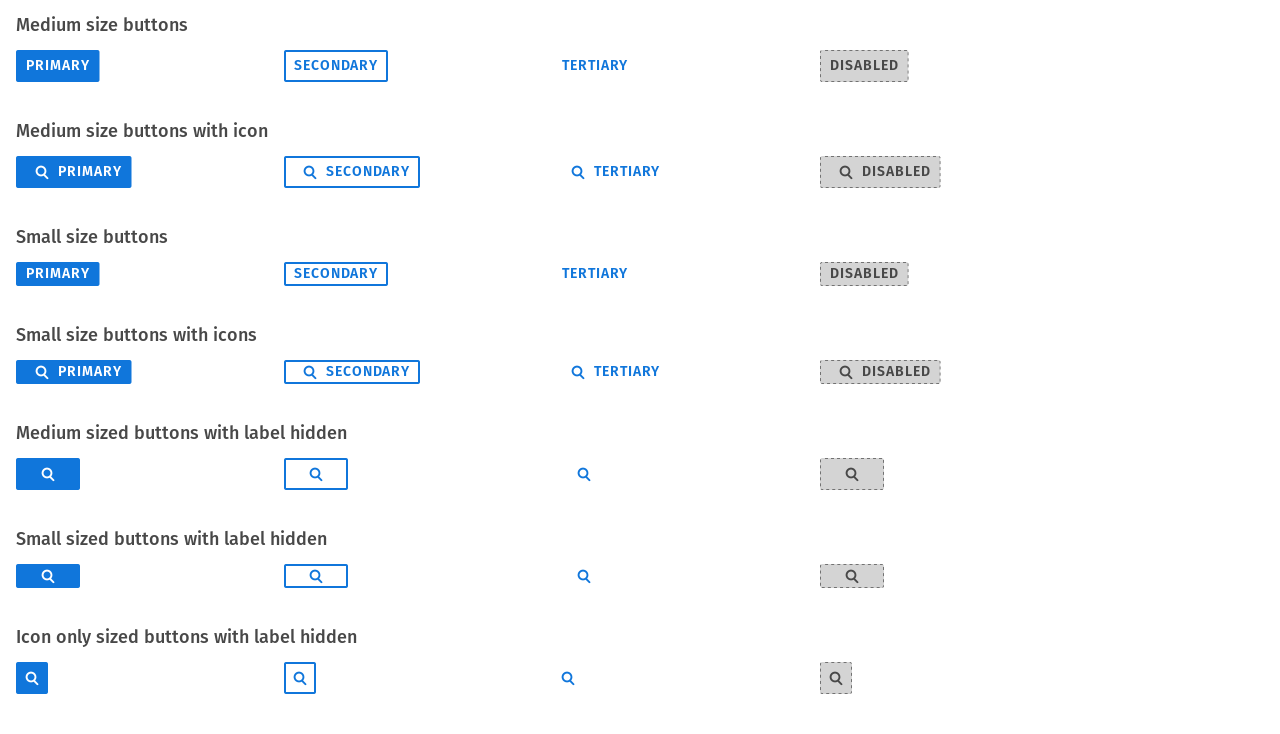 Medium size buttons
PRIMARY SECONDARY TERTIARY DISABLED
Medium size buttons with icon
PRIMARY SECONDARY TERTIARY DISABLED
Small size buttons
PRIMARY SECONDARY TERTIARY DISABLED
Small size buttons with icons
PRIMARY SECONDARY TERTIARY DISABLED
Medium sized buttons with label hidden
Small sized buttons with label hidden
Icon only sized buttons with label hidden